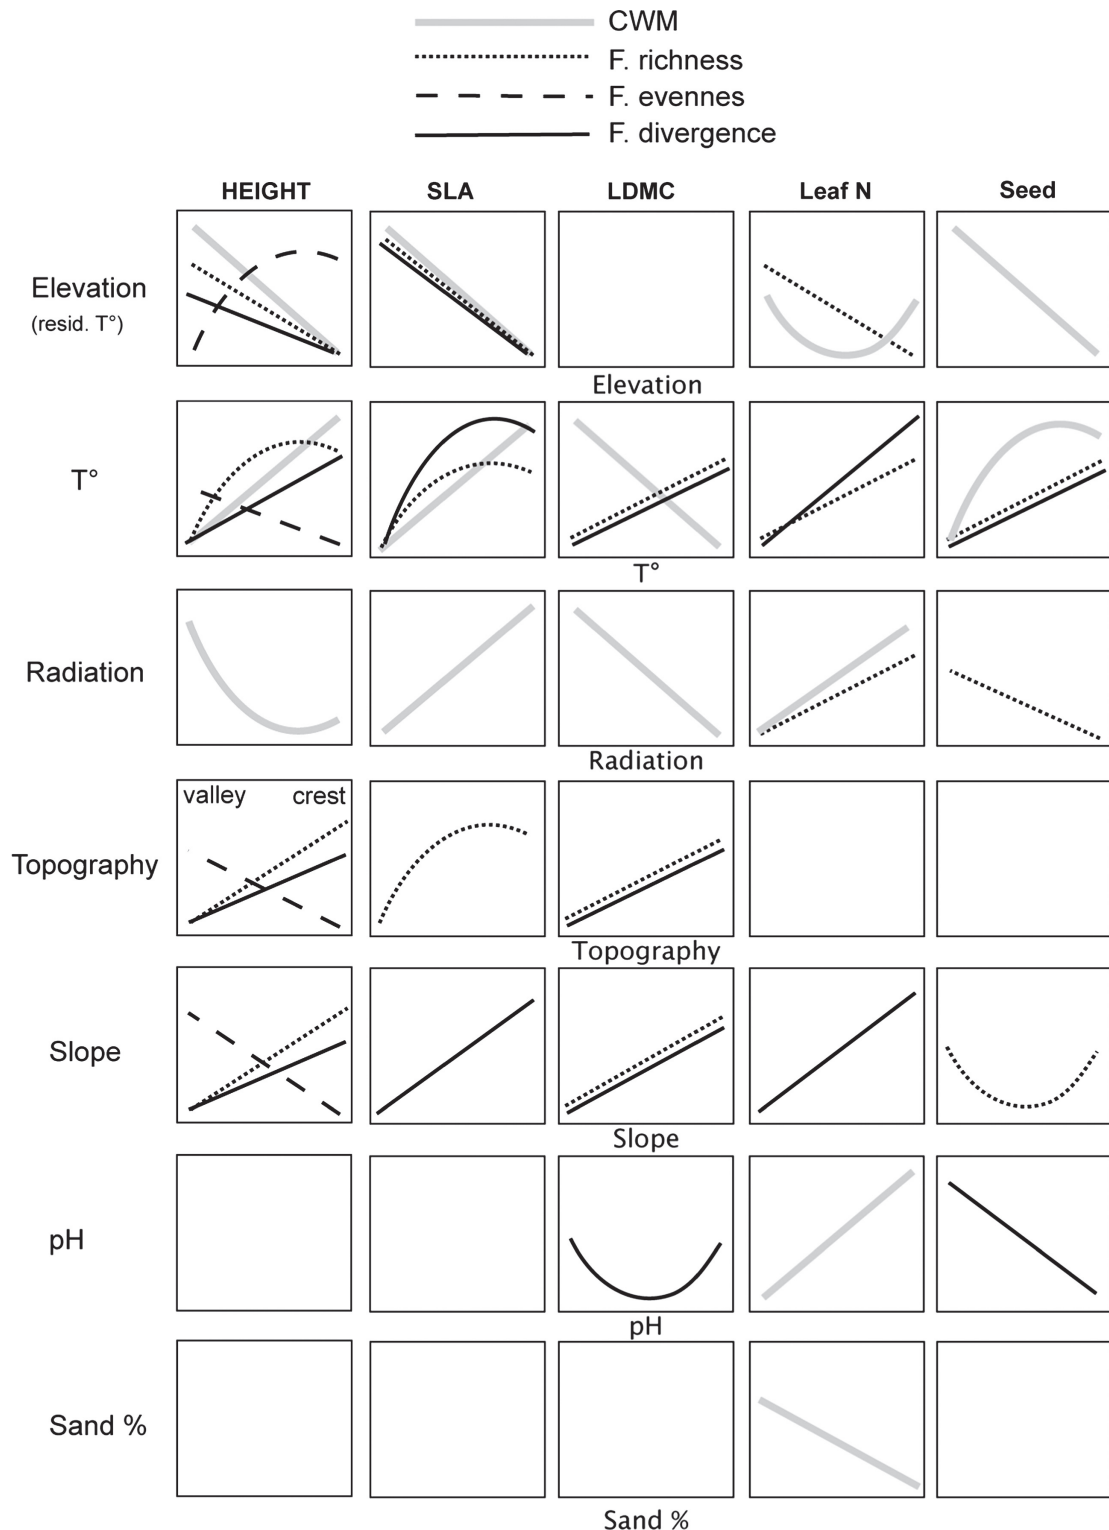 CWM
F. richness
F. evennes
F. divergence
HEIGHT SLA LDMC Leaf N Seed
Elevation
(resid. T°)
Elevation
T°
T°
Radiation
Radiation
valley crest
Topography
Topography
Slope
Slope
pH
pH
Sand %
Sand %